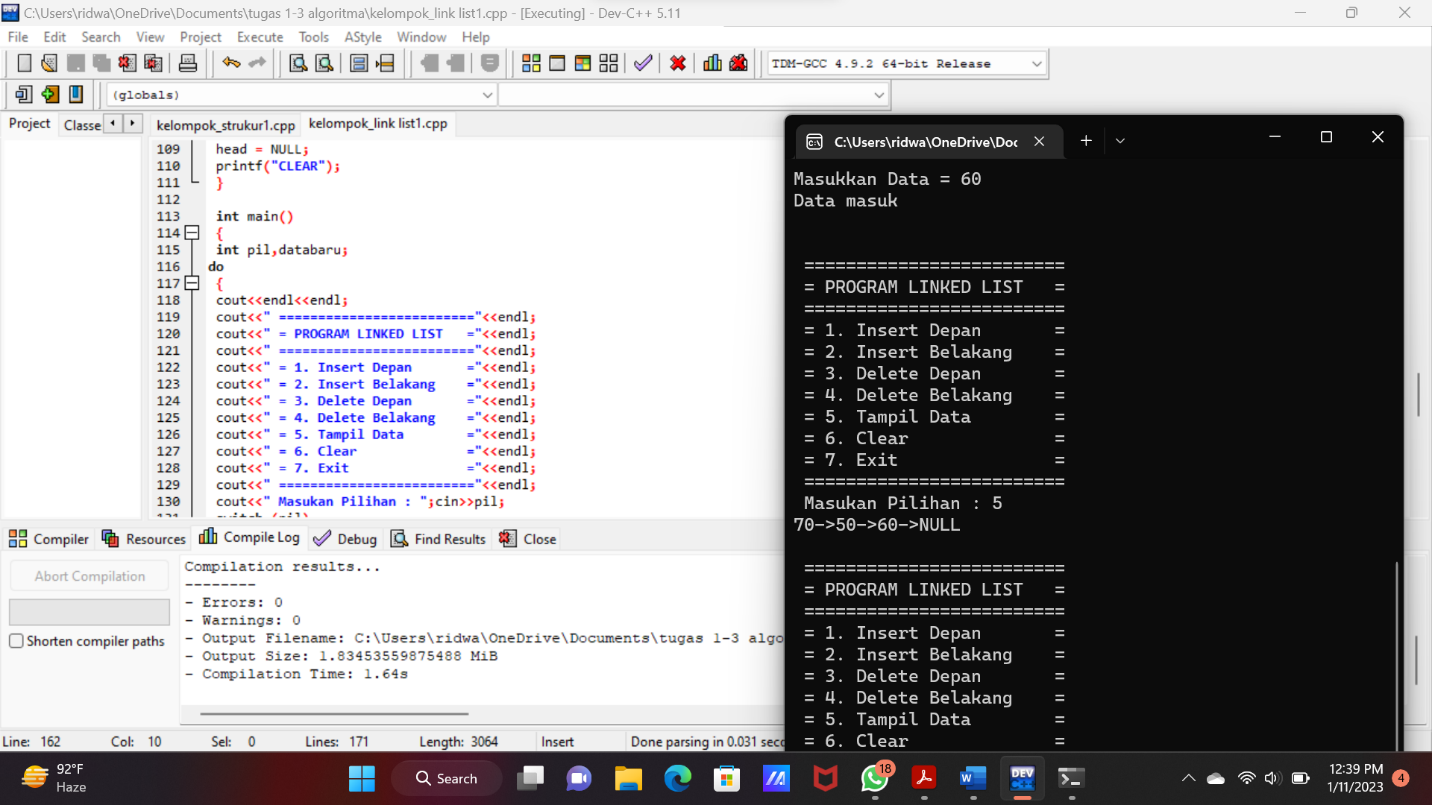 C:\Users\ridwa\OneDrive\Documents\tugas 1-3 algoritma\kelompok_link list1.cpp - [Executing] - Dev-C++ 5.11
File Edit Search View Project Execute Tools AStyle Window Help
TDM-GCC 4.9.2 64-bit Release
(globals)
Project Classe kelompok_strukur1.cpp kelompok_link list1.cpp
109 head = NULL;
110 printf("CLEAR");
111 }
112
113 int main()
114 {
115 int pil,databaru;
116 do
117 {
118 cout<<endl<<endl;
119 cout<<" ========================="<<endl;
120 cout<<" = PROGRAM LINKED LIST   ="<<endl;
121 cout<<" ========================="<<endl;
122 cout<<" = 1. Insert Depan       ="<<endl;
123 cout<<" = 2. Insert Belakang    ="<<endl;
124 cout<<" = 3. Delete Depan       ="<<endl;
125 cout<<" = 4. Delete Belakang    ="<<endl;
126 cout<<" = 5. Tampil Data        ="<<endl;
127 cout<<" = 6. Clear              ="<<endl;
128 cout<<" = 7. Exit               ="<<endl;
129 cout<<" ========================="<<endl;
130 cout<<" Masukan Pilihan : ";cin>>pil;
Compiler Resources Compile Log Debug Find Results Close
Abort Compilation
Shorten compiler paths
Compilation results...
--------
- Errors: 0
- Warnings: 0
- Output Filename: C:\Users\ridwa\OneDrive\Documents\tugas 1-3 algo
- Output Size: 1.83453559875488 MiB
- Compilation Time: 1.64s
Line: 162 Col: 10 Sel: 0 Lines: 171 Length: 3064 Insert Done parsing in 0.031 sec
C:\Users\ridwa\OneDrive\Doc
Masukkan Data = 60
Data masuk
=========================
= PROGRAM LINKED LIST   =
=========================
= 1. Insert Depan       =
= 2. Insert Belakang    =
= 3. Delete Depan       =
= 4. Delete Belakang    =
= 5. Tampil Data        =
= 6. Clear              =
= 7. Exit               =
=========================
Masukan Pilihan : 5
70->50->60->NULL
=========================
= PROGRAM LINKED LIST   =
=========================
= 1. Insert Depan       =
= 2. Insert Belakang    =
= 3. Delete Depan       =
= 4. Delete Belakang    =
= 5. Tampil Data        =
= 6. Clear              =
92°F
Haze
Search
18
DEV
12:39 PM
1/11/2023
4